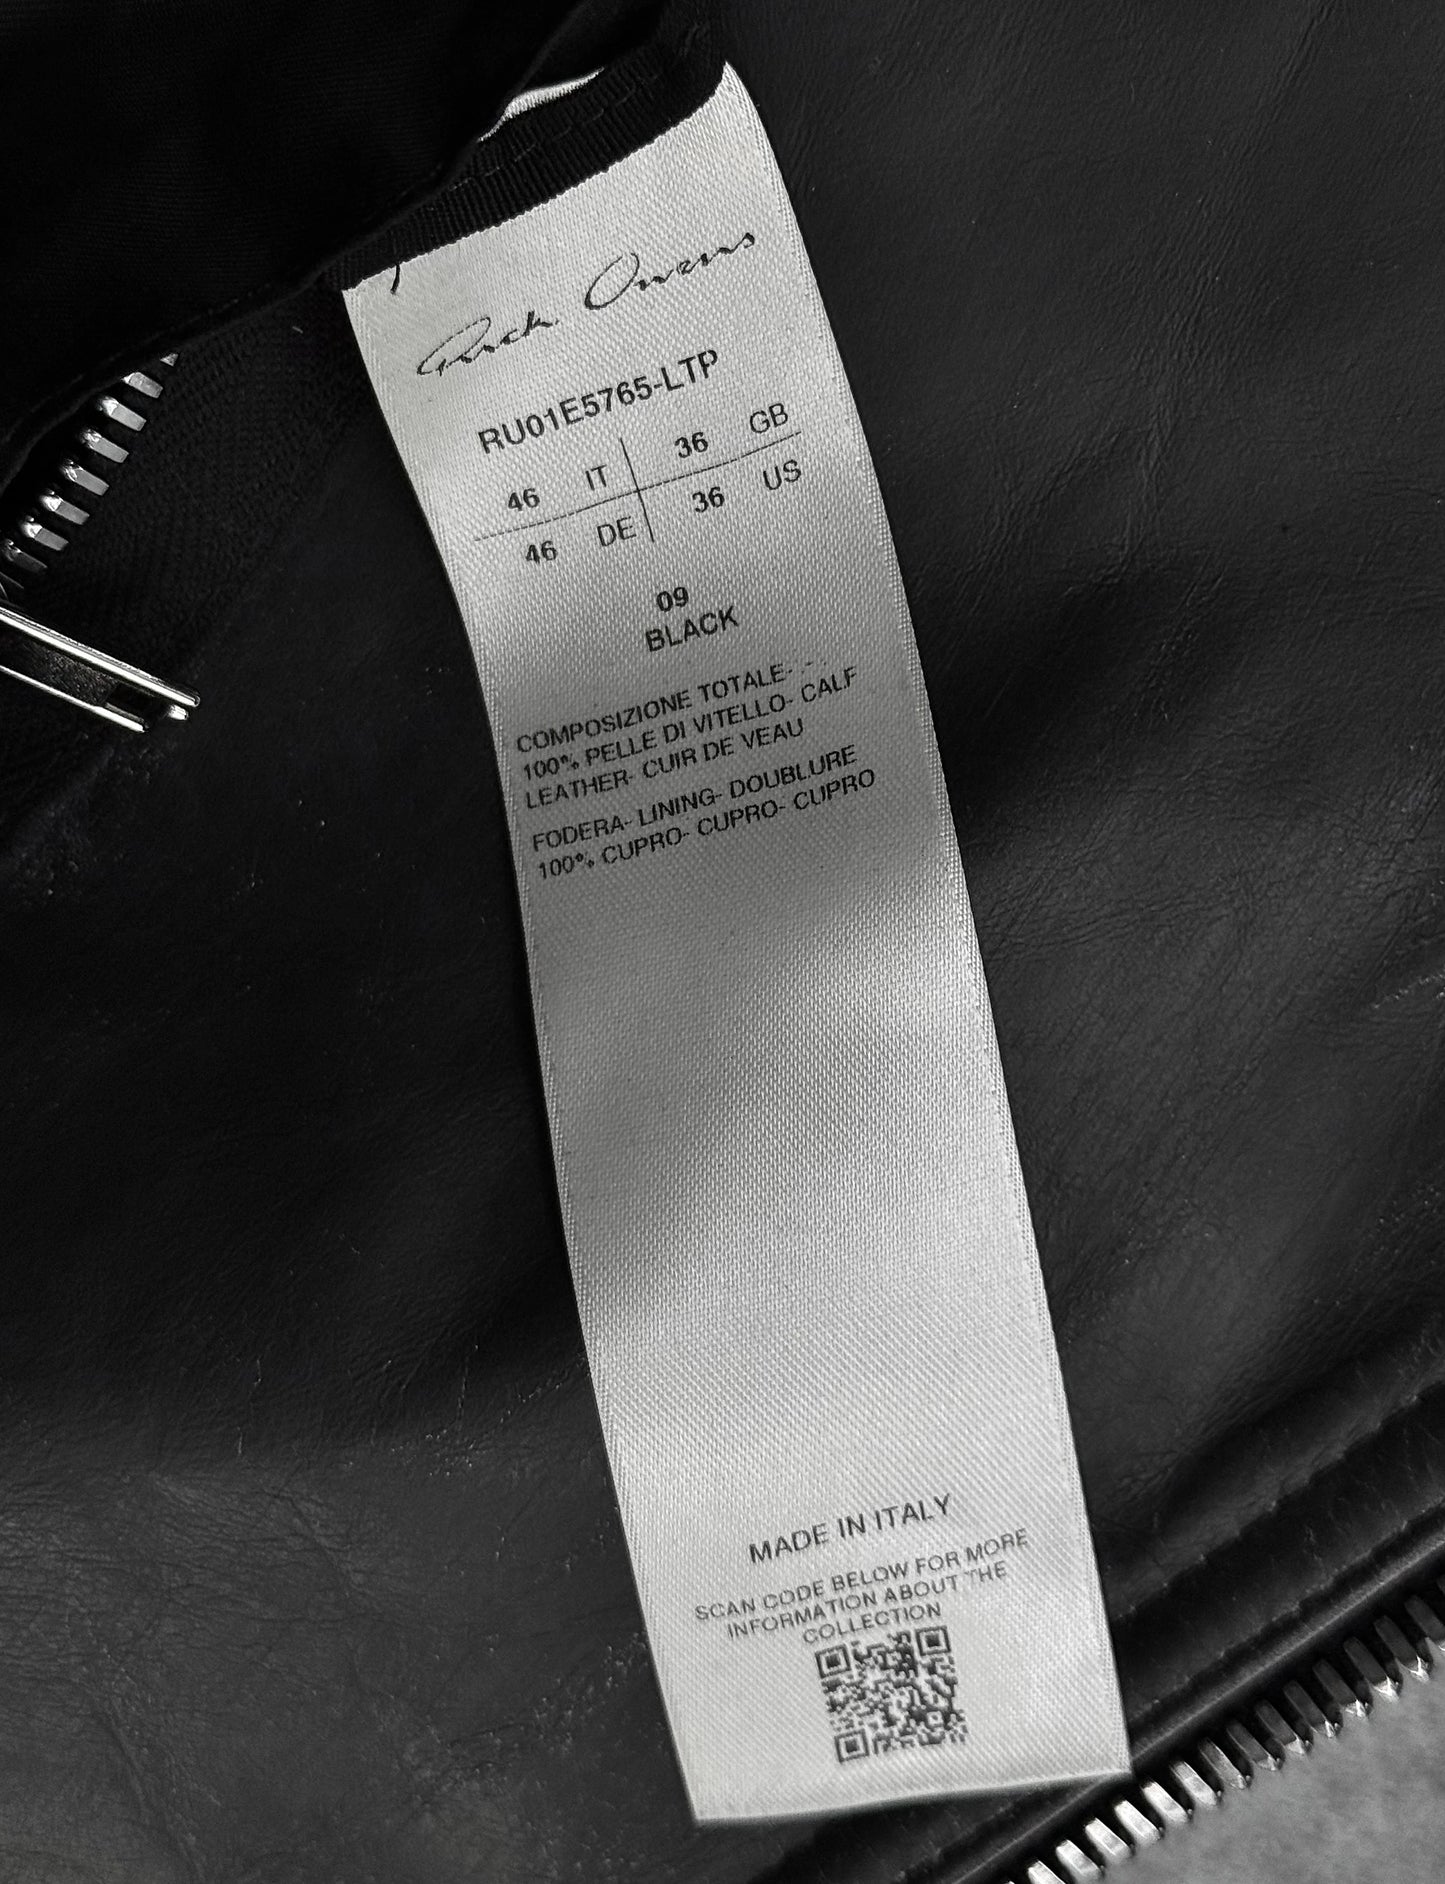 Rick Owens
RU01E5765-LTP
46 IT 36 GB
46 DE 36 US
09
BLACK
COMPOSIZIONE TOTALE-
100% PELLE DI VITELLO- CALF
LEATHER- CUIR DE VEAU
FODERA- LINING- DOUBLURE
100% CUPRO- CUPRO- CUPRO
MADE IN ITALY
SCAN CODE BELOW FOR MORE
INFORMATION ABOUT THE
COLLECTION